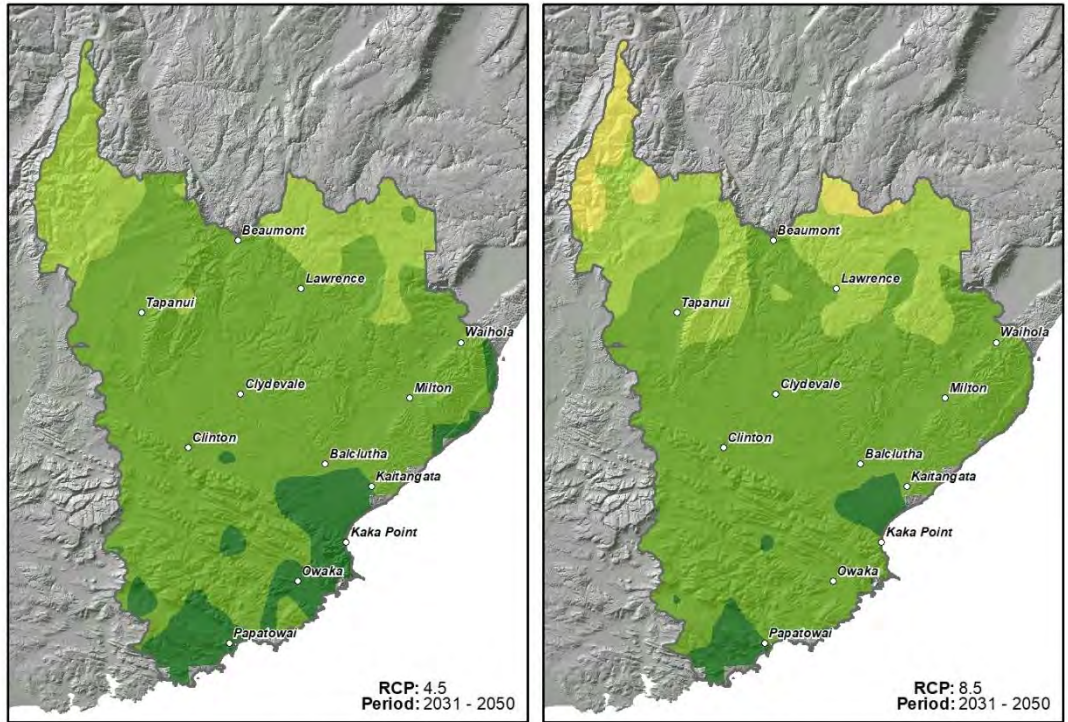 Beaumont
Lawrence
Tapanui
Waihola
Clydevale
Milton
Clinton
Balclutha
Kaitangata
Kaka Point
Owaka
Papatowai
RCP: 4.5
Period: 2031 - 2050
Beaumont
Lawrence
Tapanui
Waihola
Clydevale
Milton
Clinton
Balclutha
Kaitangata
Kaka Point
Owaka
Papatowai
RCP: 8.5
Period: 2031 - 2050